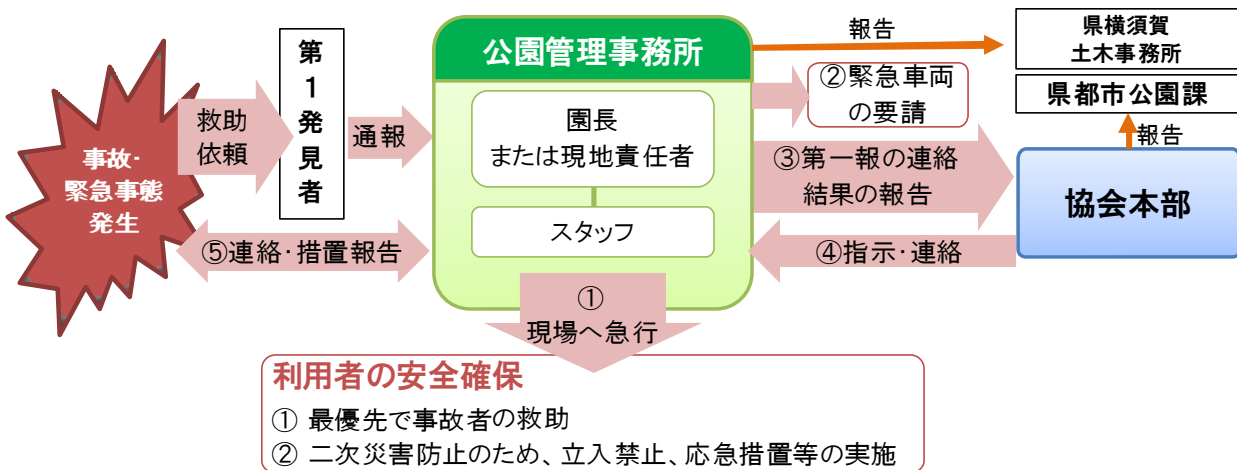 事故・
緊急事態
発生
救助
依頼
第
1
発
見
者
通報
公園管理事務所
園長
または現地責任者
スタッフ
報告
県横須賀
土木事務所
②緊急車両
の要請
県都市公園課
報告
③第一報の連絡
結果の報告
協会本部
④指示・連絡
⑤連絡・措置報告
①
現場へ急行
利用者の安全確保
① 最優先で事故者の救助
② 二次災害防止のため、立入禁止、応急措置等の実施